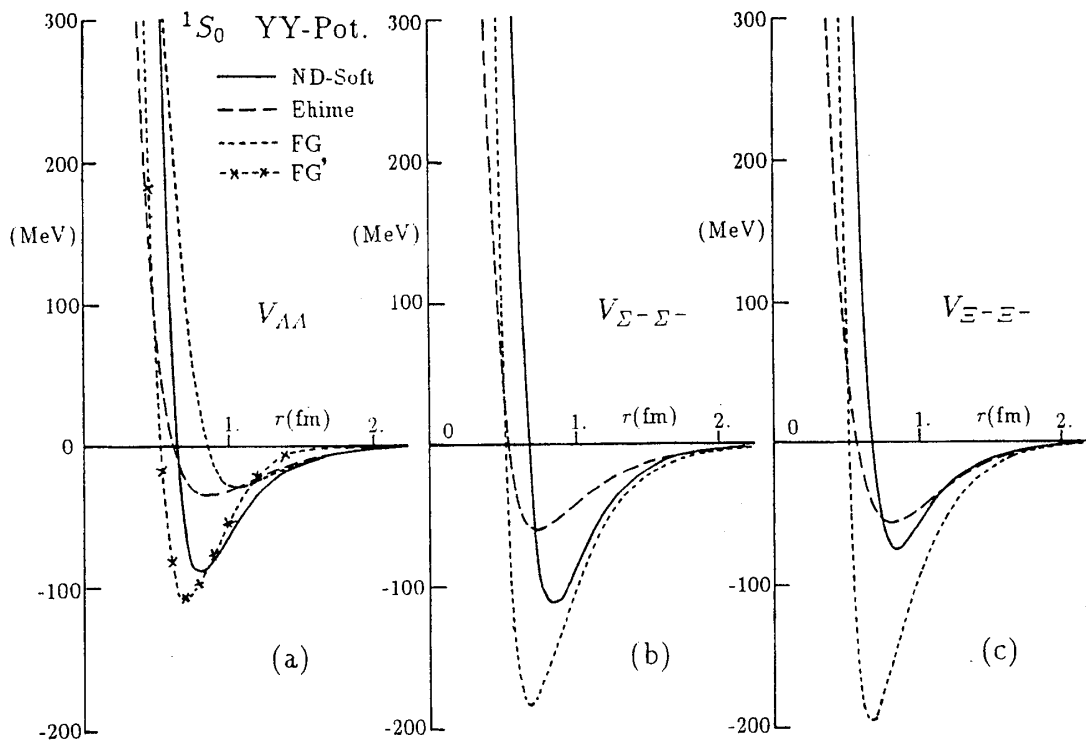 ¹S₀ YY-Pot.
ND-Soft
Ehime
FG
FG'
300
200
(MeV)
100
0
-100
-200
V_ΛΛ
1.
r(fm)
2.
(a)
300
200
(MeV)
100
0
-100
-200
V_Σ⁻Σ⁻
0
r(fm)
1.
2.
(b)
300
200
(MeV)
100
0
-100
-200
V_Ξ⁻Ξ⁻
0
r(fm)
1.
2.
(c)